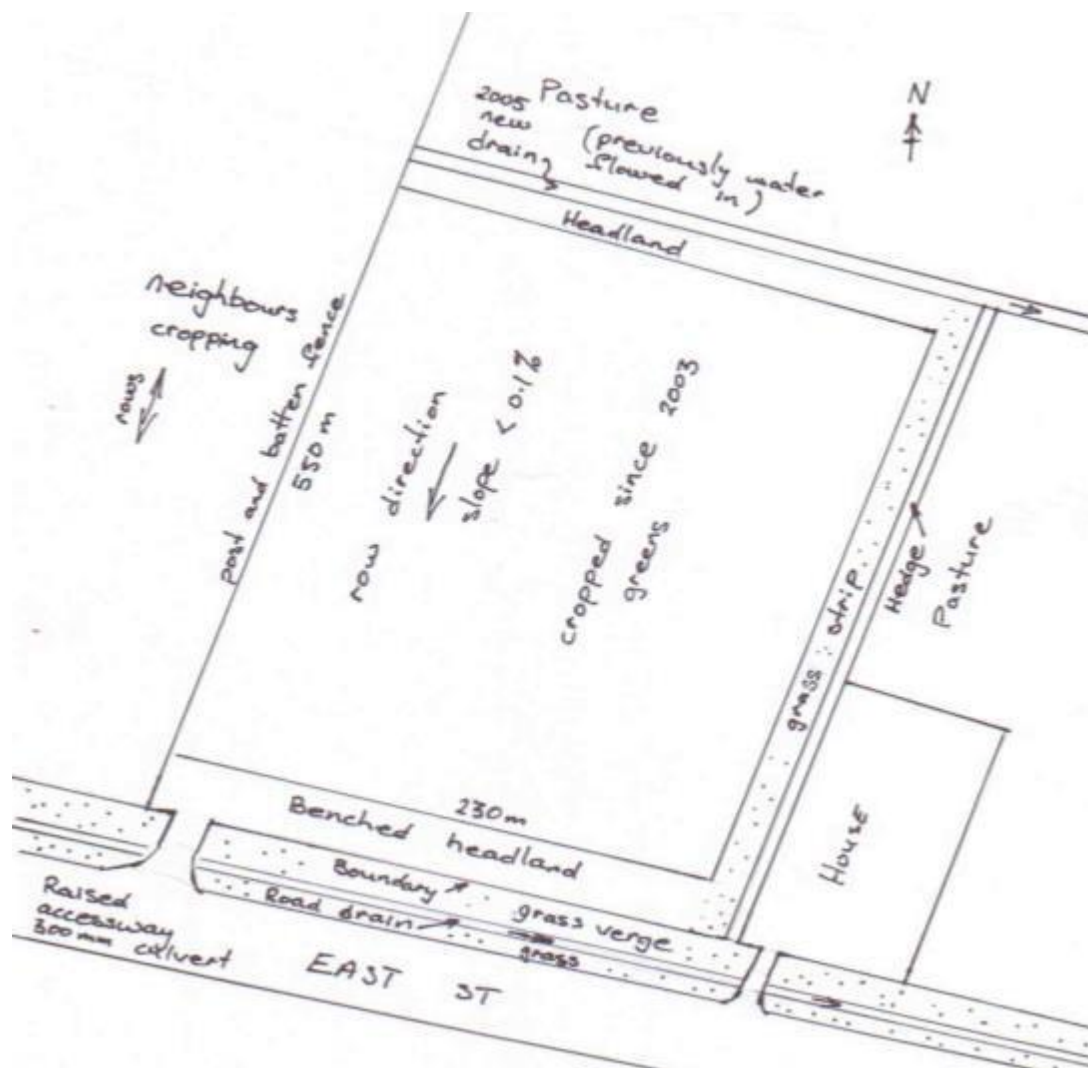 N
2005 Pasture
new (previously water
drain, flowed in)
Headland
neighbours
cropping
rows
post and batten fence
550 m
row direction
slope < 0.1%
cropped since 2003
greens
grass strip
Hedge
Pasture
House
230m
Benched headland
Boundary
grass verge
Road drain
grass
Raised
accessway
300mm culvert
EAST ST